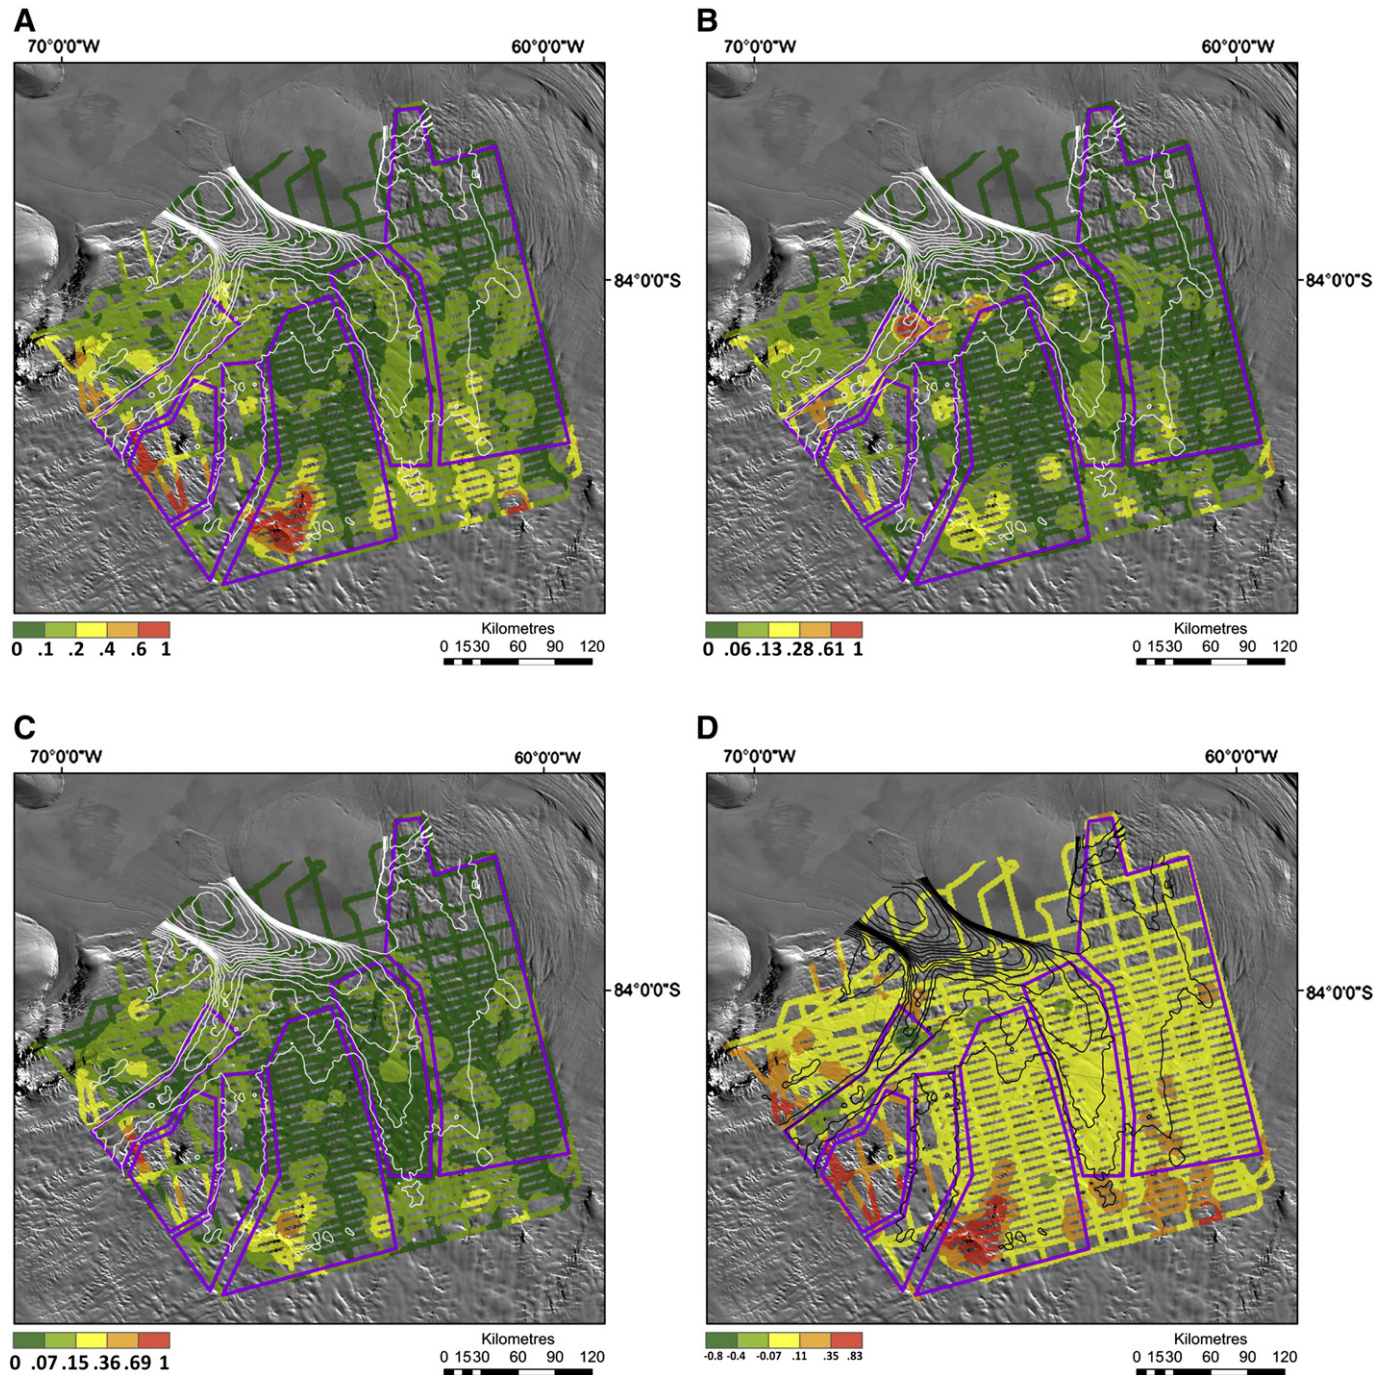 A
B
70°0'0"W
60°0'0"W
70°0'0"W
60°0'0"W
84°0'0"S
84°0'0"S
0 .1 .2 .4 .6 1
Kilometres
0 15 30 60 90 120
0 .06 .13 .28 .61 1
Kilometres
0 15 30 60 90 120
C
D
70°0'0"W
60°0'0"W
70°0'0"W
60°0'0"W
84°0'0"S
84°0'0"S
0 .07 .15 .36 .69 1
Kilometres
0 15 30 60 90 120
-0.8 -0.4 -0.07 .11 .35 .83
Kilometres
0 15 30 60 90 120